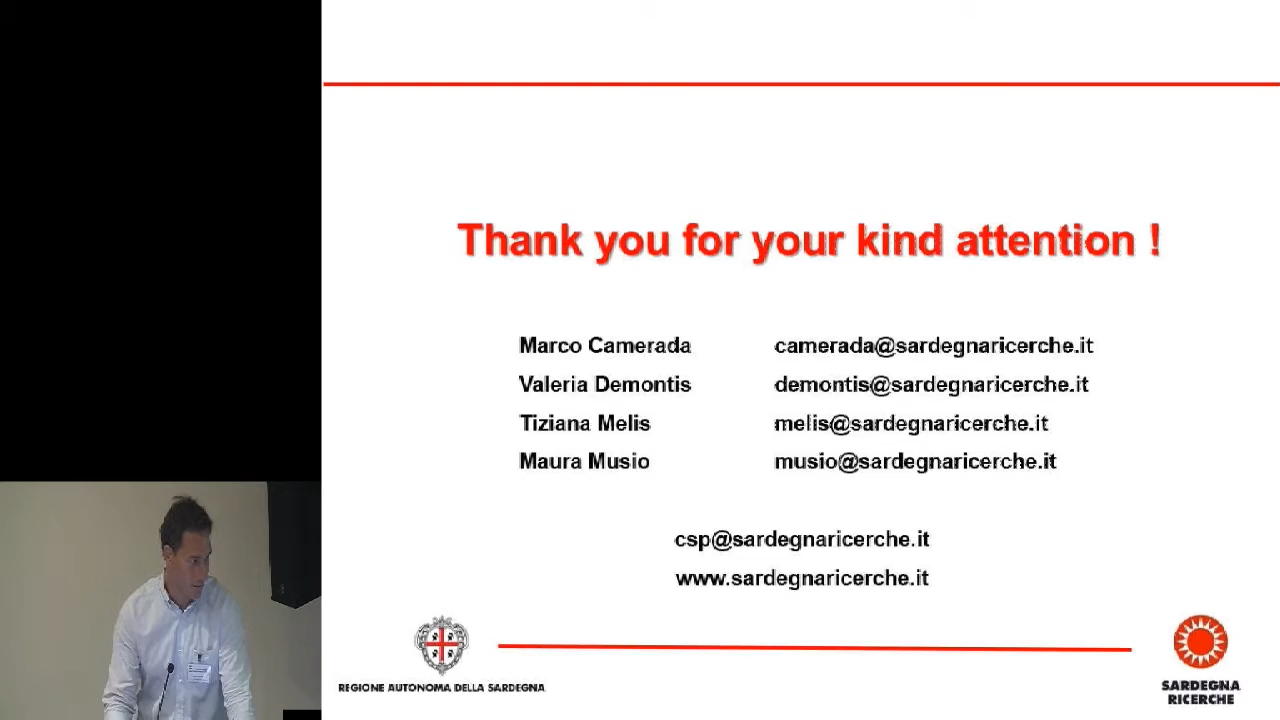 Thank you for your kind attention !
Marco Camerada camerada@sardegnaricerche.it
Valeria Demontis demontis@sardegnaricerche.it
Tiziana Melis melis@sardegnaricerche.it
Maura Musio musio@sardegnaricerche.it
csp@sardegnaricerche.it
www.sardegnaricerche.it
REGIONE AUTONOMA DELLA SARDEGNA
SARDEGNA
RICERCHE